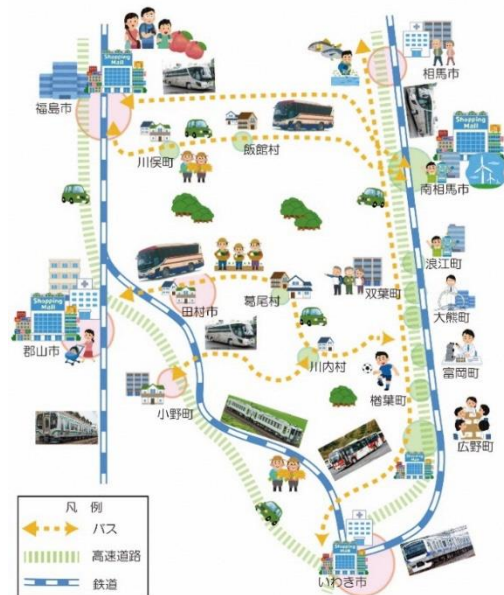 Shopping Mall
福島市
相馬市
Shopping Mall
川俣町
飯館村
南相馬市
浪江町
双葉町
大熊町
葛尾村
田村市
Shopping Mall
郡山市
川内村
富岡町
小野町
楢葉町
広野町
Shopping Mall
凡 例
バス
高速道路
鉄道
Shopping Mall
いわき市